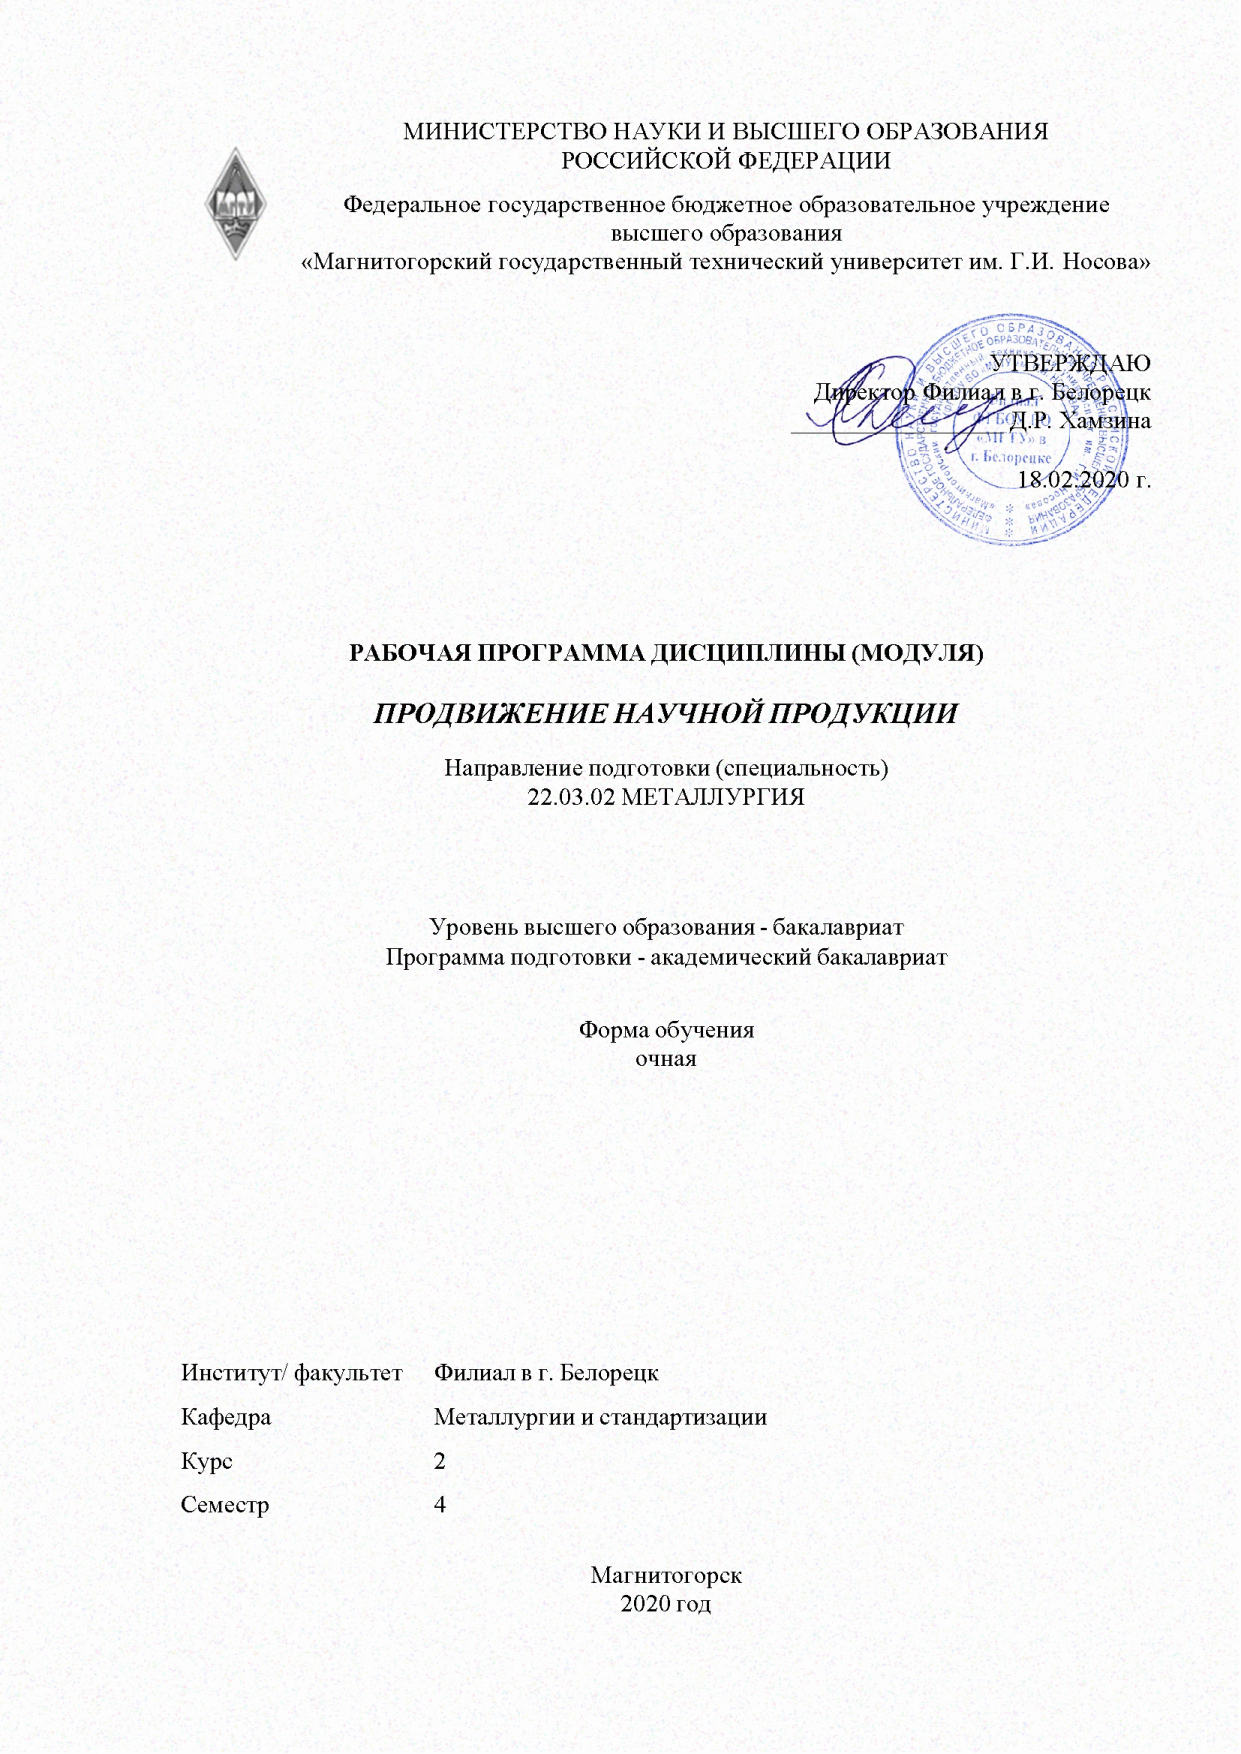 МИНИСТЕРСТВО НАУКИ И ВЫСШЕГО ОБРАЗОВАНИЯ
РОССИЙСКОЙ ФЕДЕРАЦИИ
Федеральное государственное бюджетное образовательное учреждение
высшего образования
«Магнитогорский государственный технический университет им. Г.И. Носова»
УТВЕРЖДАЮ
Директор Филиал в г. Белорецк
Д.Р. Хамзина
«МГТУ» в
г. Белорецке
18.02.2020 г.
РАБОЧАЯ ПРОГРАММА ДИСЦИПЛИНЫ (МОДУЛЯ)
ПРОДВИЖЕНИЕ НАУЧНОЙ ПРОДУКЦИИ
Направление подготовки (специальность)
22.03.02 МЕТАЛЛУРГИЯ
Уровень высшего образования - бакалавриат
Программа подготовки - академический бакалавриат
Форма обучения
очная
Институт/ факультет Филиал в г. Белорецк
Кафедра Металлургии и стандартизации
Курс 2
Семестр 4
Магнитогорск
2020 год